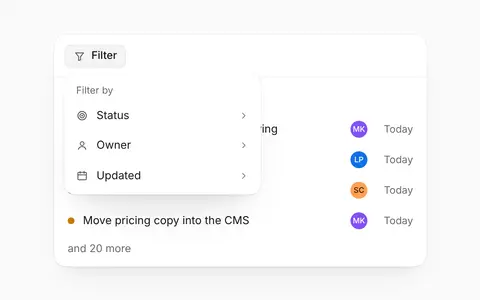 Filter
Filter by
Status
Owner
Updated
ring
MK
Today
LP
Today
SC
Today
Move pricing copy into the CMS
MK
Today
and 20 more